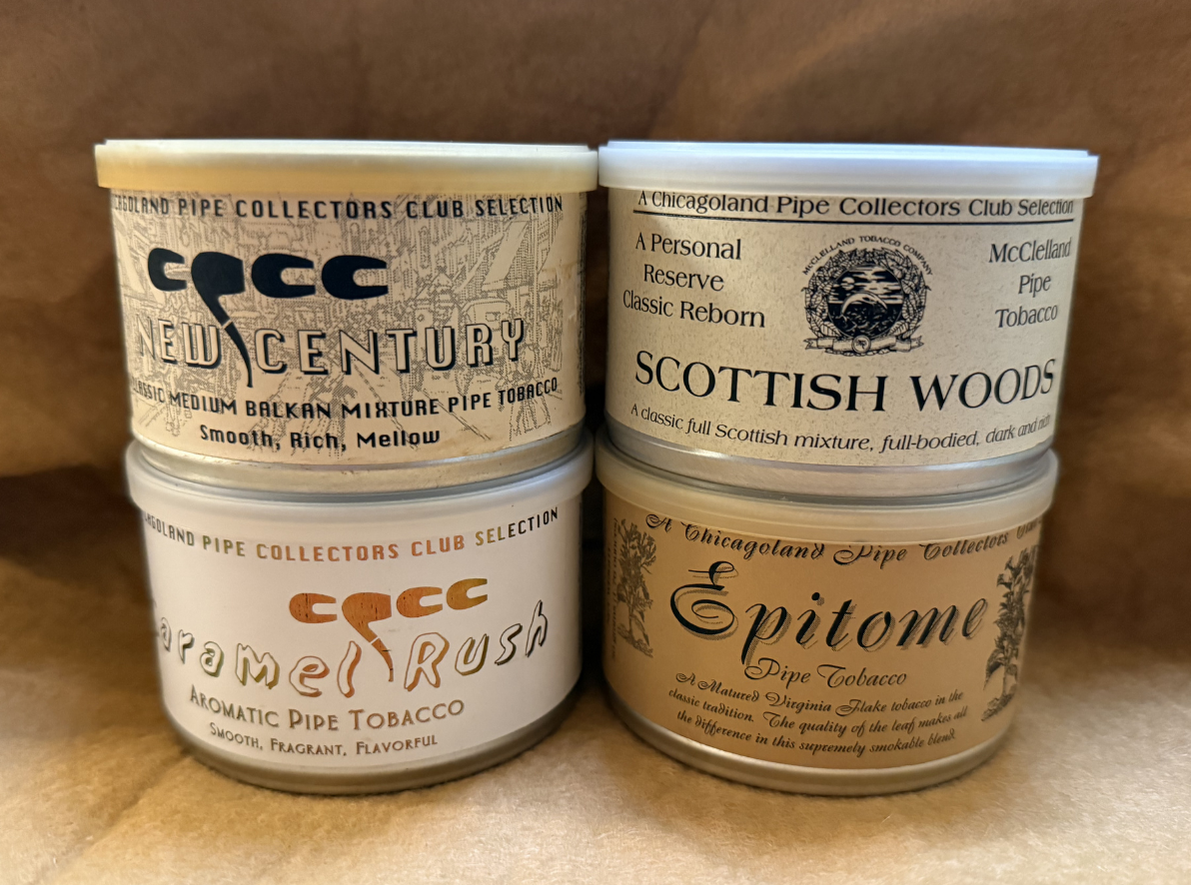 PIPE COLLECTORS CLUB SELECTION
cpcc
NEW CENTURY
CLASSIC MEDIUM BALKAN MIXTURE PIPE TOBACCO
Smooth, Rich, Mellow
A Chicagoland Pipe Collectors Club Selection
A Personal
Reserve
Classic Reborn
McCLELLAND TOBACCO COMPANY
McClelland
Pipe
Tobacco
SCOTTISH WOODS
A classic full Scottish mixture, full-bodied, dark and rich
PIPE COLLECTORS CLUB SELECTION
cpcc
Caramel Rush
AROMATIC PIPE TOBACCO
SMOOTH, FRAGRANT, FLAVORFUL
A Chicagoland Pipe Collectors
Epitome
Pipe Tobacco
A Matured Virginia Flake tobacco in the
classic tradition. The quality of the leaf makes all
the difference in this supremely smokable blend.